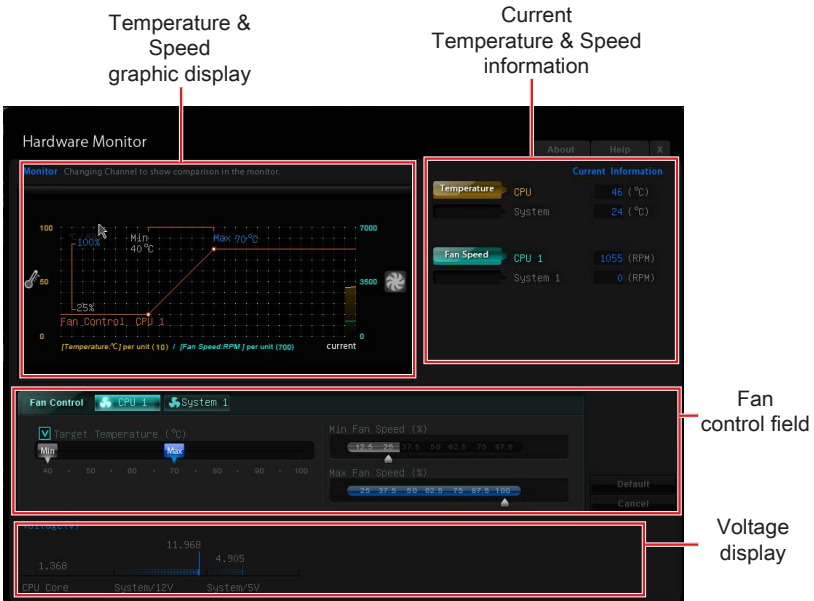 Temperature &
Speed
graphic display
Current
Temperature & Speed
information
Hardware Monitor
About Help X
Monitor Changing Channel to show comparison in the monitor.
Current Information
Temperature CPU 46 (°C)
System 24 (°C)
Fan Speed CPU 1 1055 (RPM)
System 1 0 (RPM)
100 7000
100% Min Max 70°C
40°C
50 3500
25%
Fan Control. CPU 1
0 0
[Temperature:°C] per unit (10) / [Fan Speed:RPM] per unit (700) current
Fan Control CPU 1 System 1
Target Temperature (°C)
Min Max
40 50 60 70 80 90 100
Min Fan Speed (%)
12.5 25 37.5 50 62.5 75 87.5
Max Fan Speed (%)
25 37.5 50 62.5 75 87.5 100
Default
Cancel
Fan
control field
Voltage(V)
1.368 11.968 4.905
CPU Core System/12V System/5V
Voltage
display